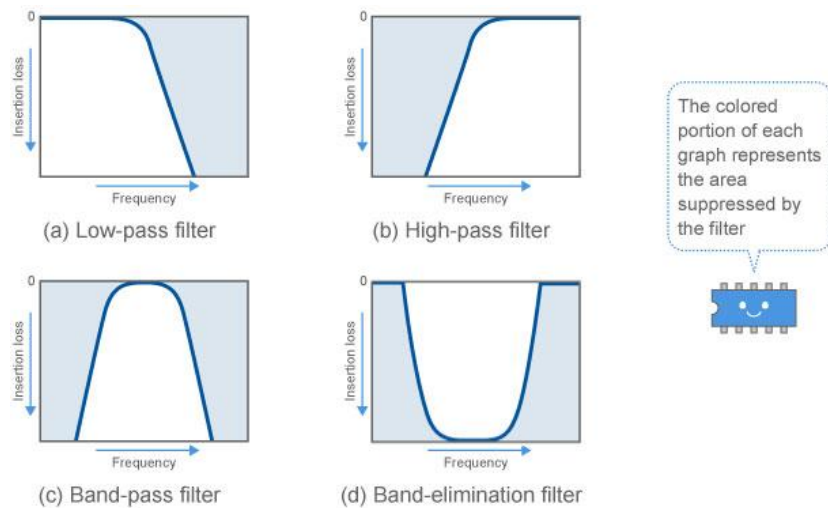 0
Insertion loss
Frequency
(a) Low-pass filter
0
Insertion loss
Frequency
(b) High-pass filter
The colored
portion of each
graph represents
the area
suppressed by
the filter
0
Insertion loss
Frequency
(c) Band-pass filter
0
Insertion loss
Frequency
(d) Band-elimination filter